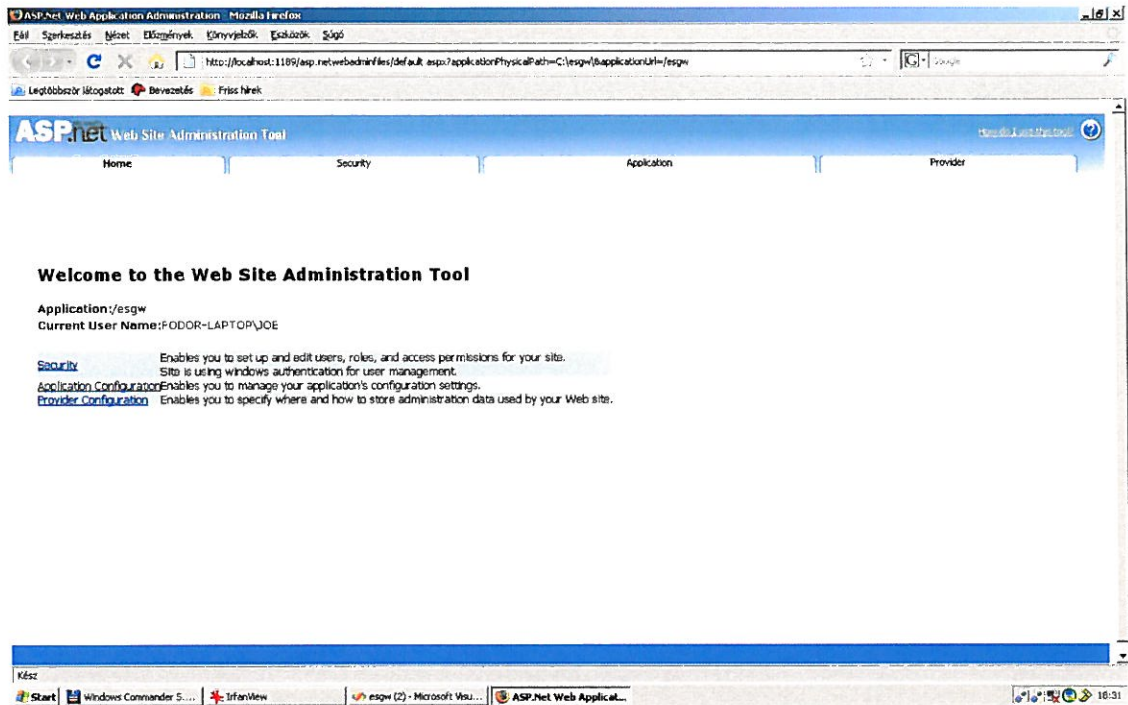 ASP.Net Web Application Administration - Mozilla Firefox
Fájl Szerkesztés Nézet Előzmények Könyvjelzők Eszközök Súgó
http://localhost:1189/asp.netwebadminfiles/default.aspx?applicationPhysicalPath=C:\esgw\&applicationUrl=/esgw
Google
Legtöbbször látogatott Bevezetés Friss hírek
ASP.net Web Site Administration Tool How do I use this tool?
Home Security Application Provider
Welcome to the Web Site Administration Tool
Application:/esgw
Current User Name:FODOR-LAPTOP\JOE
Security Enables you to set up and edit users, roles, and access permissions for your site.
Site is using windows authentication for user management.
Application Configuration Enables you to manage your application's configuration settings.
Provider Configuration Enables you to specify where and how to store administration data used by your Web site.
Kész
Start Windows Commander 5.... IrfanView esgw (2) - Microsoft Visu... ASP.Net Web Applicat... 18:31